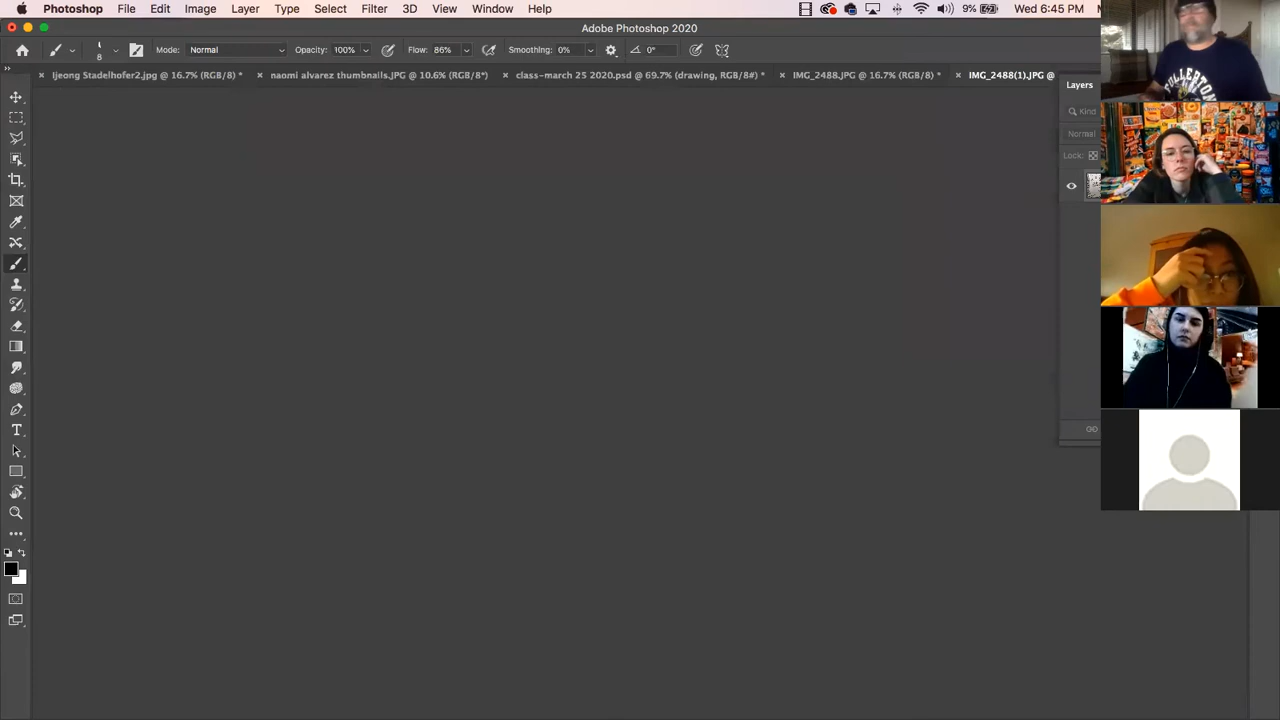 Photoshop File Edit Image Layer Type Select Filter 3D View Window Help 9% Wed 6:45 PM
Adobe Photoshop 2020
8 Mode: Normal Opacity: 100% Flow: 86% Smoothing: 0% 0°
Ijeong Stadelhofer2.jpg @ 16.7% (RGB/8) * naomi alvarez thumbnails.JPG @ 10.6% (RGB/8*) class-march 25 2020.psd @ 69.7% (drawing, RGB/8#) * IMG_2488.JPG @ 16.7% (RGB/8) * IMG_2488(1).JPG @
Layers
Kind
Normal
Lock:
FULLERTON